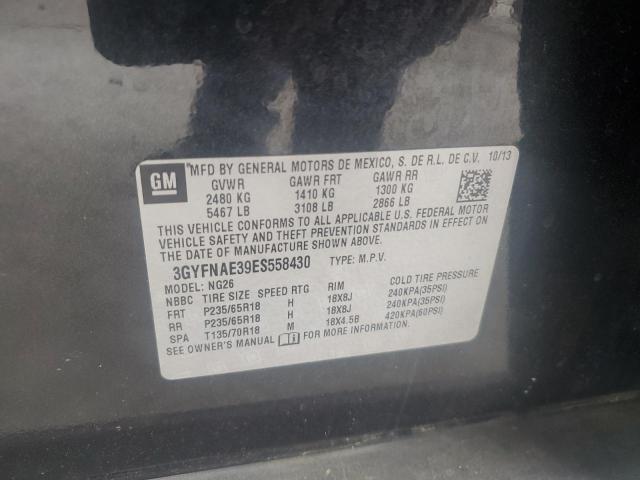 GM
*MFD BY GENERAL MOTORS DE MEXICO, S. DE R.L. DE C.V. 10/13
GVWR GAWR FRT GAWR RR
2480 KG 1410 KG 1300 KG
5467 LB 3108 LB 2866 LB
THIS VEHICLE CONFORMS TO ALL APPLICABLE U.S. FEDERAL MOTOR
VEHICLE SAFETY AND THEFT PREVENTION STANDARDS IN EFFECT ON
THE DATE OF MANUFACTURE SHOWN ABOVE.
3GYFNAE39ES558430 TYPE: M.P.V.
MODEL: NG26
NBBC TIRE SIZE SPEED RTG RIM COLD TIRE PRESSURE
FRT P235/65R18 H 18X8J 240KPA(35PSI)
RR P235/65R18 H 18X8J 240KPA(35PSI)
SPA T135/70R18 M 18X4.5B 420KPA(60PSI)
SEE OWNER'S MANUAL FOR MORE INFORMATION.